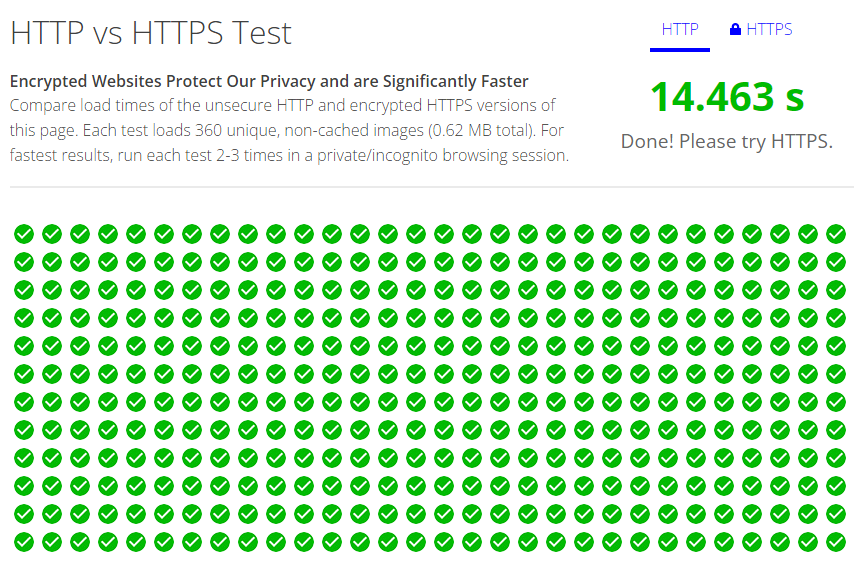 HTTP vs HTTPS Test
HTTP
HTTPS
Encrypted Websites Protect Our Privacy and are Significantly Faster
Compare load times of the unsecure HTTP and encrypted HTTPS versions of
this page. Each test loads 360 unique, non-cached images (0.62 MB total). For
fastest results, run each test 2-3 times in a private/incognito browsing session.
14.463 s
Done! Please try HTTPS.